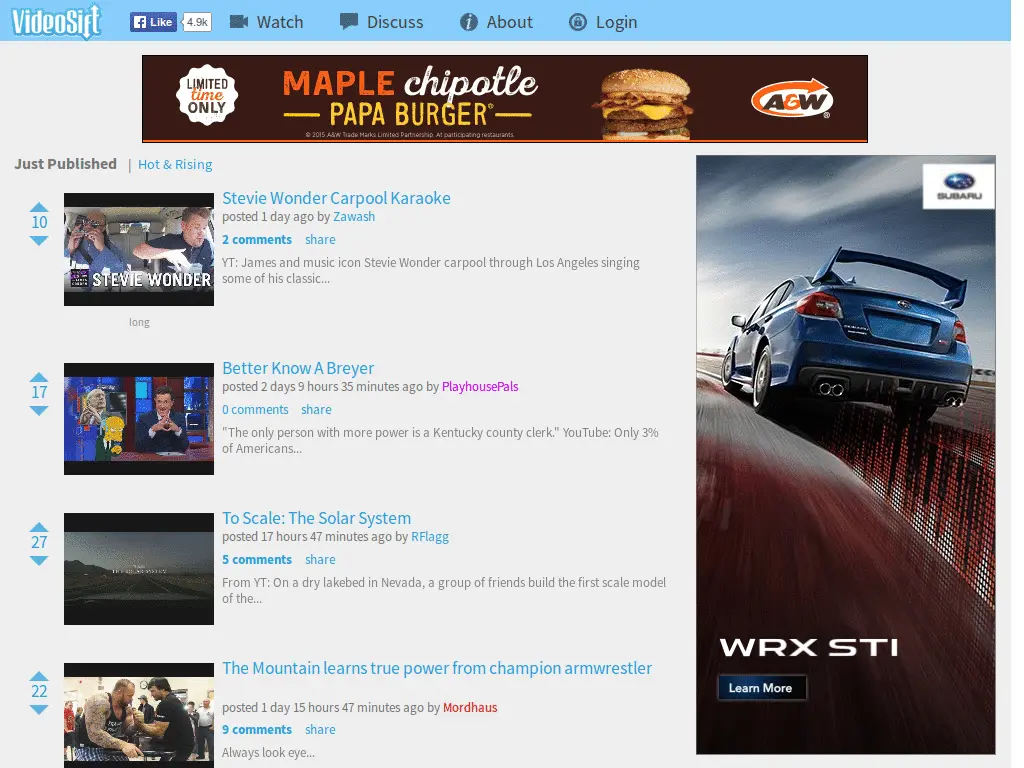 VideoSift
Like
4.9k
Watch
Discuss
About
Login
LIMITED
time
ONLY
MAPLE chipotle
PAPA BURGER®
© 2015 A&W Trade Marks Limited Partnership. At participating restaurants.
A&W®
Just Published | Hot & Rising
SUBARU
10
Stevie Wonder Carpool Karaoke
posted 1 day ago by Zawash
2 comments share
YT: James and music icon Stevie Wonder carpool through Los Angeles singing
some of his classic...
STEVIE WONDER
long
17
Better Know A Breyer
posted 2 days 9 hours 35 minutes ago by PlayhousePals
0 comments share
"The only person with more power is a Kentucky county clerk." YouTube: Only 3%
of Americans...
27
To Scale: The Solar System
posted 17 hours 47 minutes ago by RFlagg
5 comments share
From YT: On a dry lakebed in Nevada, a group of friends build the first scale model
of the...
THE SOLAR SYSTEM
22
The Mountain learns true power from champion armwrestler
posted 1 day 15 hours 47 minutes ago by Mordhaus
9 comments share
Always look eye...
WRX STI
Learn More